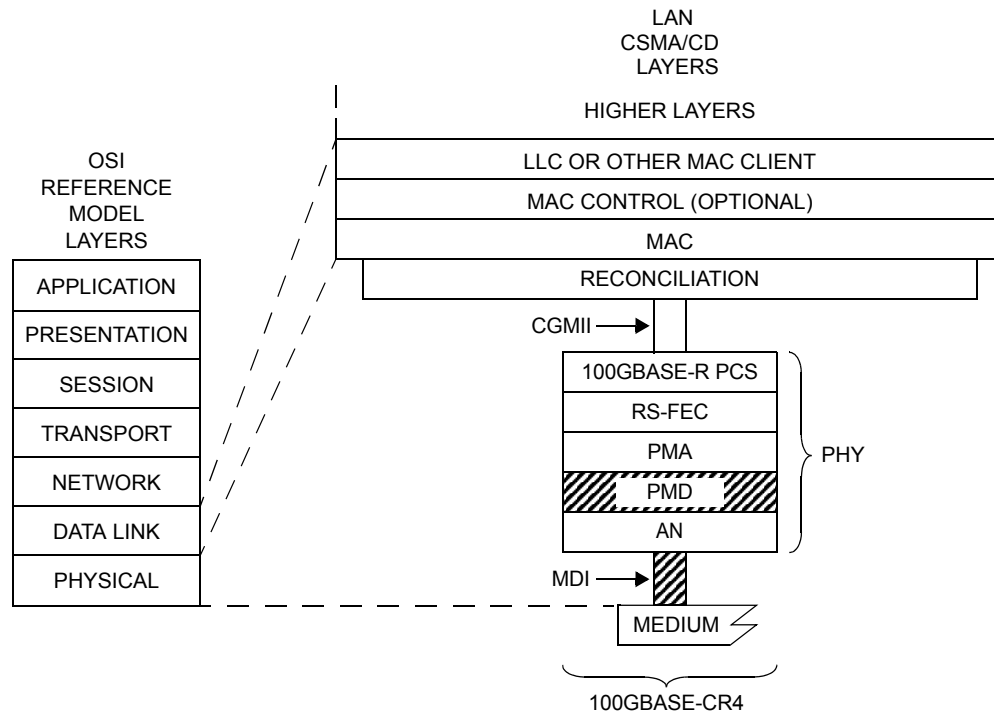 LAN
CSMA/CD
LAYERS
HIGHER LAYERS
OSI
REFERENCE
MODEL
LAYERS
LLC OR OTHER MAC CLIENT
MAC CONTROL (OPTIONAL)
MAC
RECONCILIATION
APPLICATION
PRESENTATION
SESSION
TRANSPORT
NETWORK
DATA LINK
PHYSICAL
CGMII
100GBASE-R PCS
RS-FEC
PMA
PMD
AN
PHY
MDI
MEDIUM
100GBASE-CR4